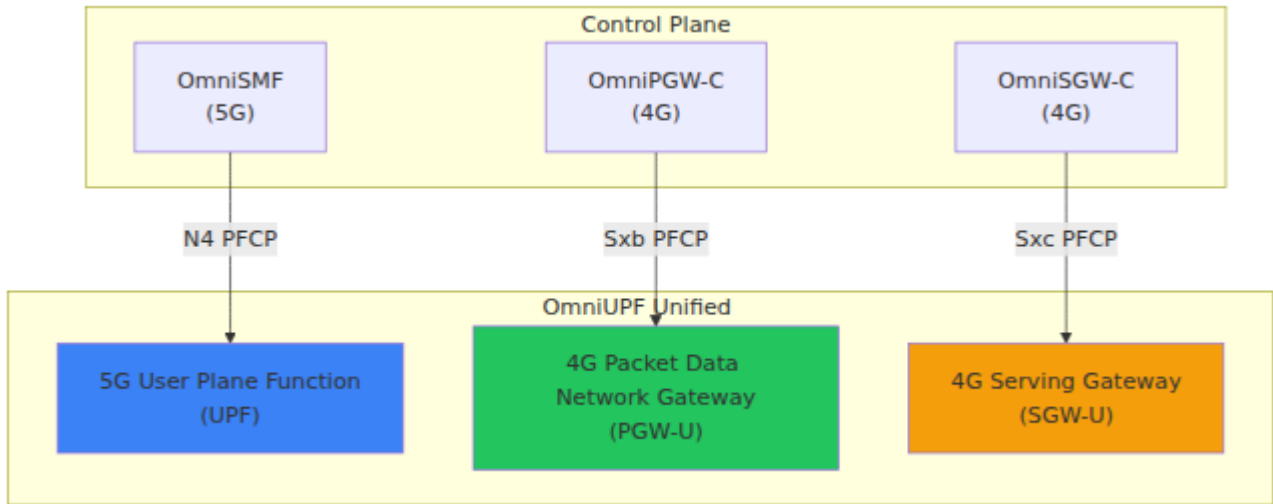 Control Plane
OmniSMF
(5G)
OmniPGW-C
(4G)
OmniSGW-C
(4G)
N4 PFCP
Sxb PFCP
Sxc PFCP
OmniUPF Unified
5G User Plane Function
(UPF)
4G Packet Data
Network Gateway
(PGW-U)
4G Serving Gateway
(SGW-U)